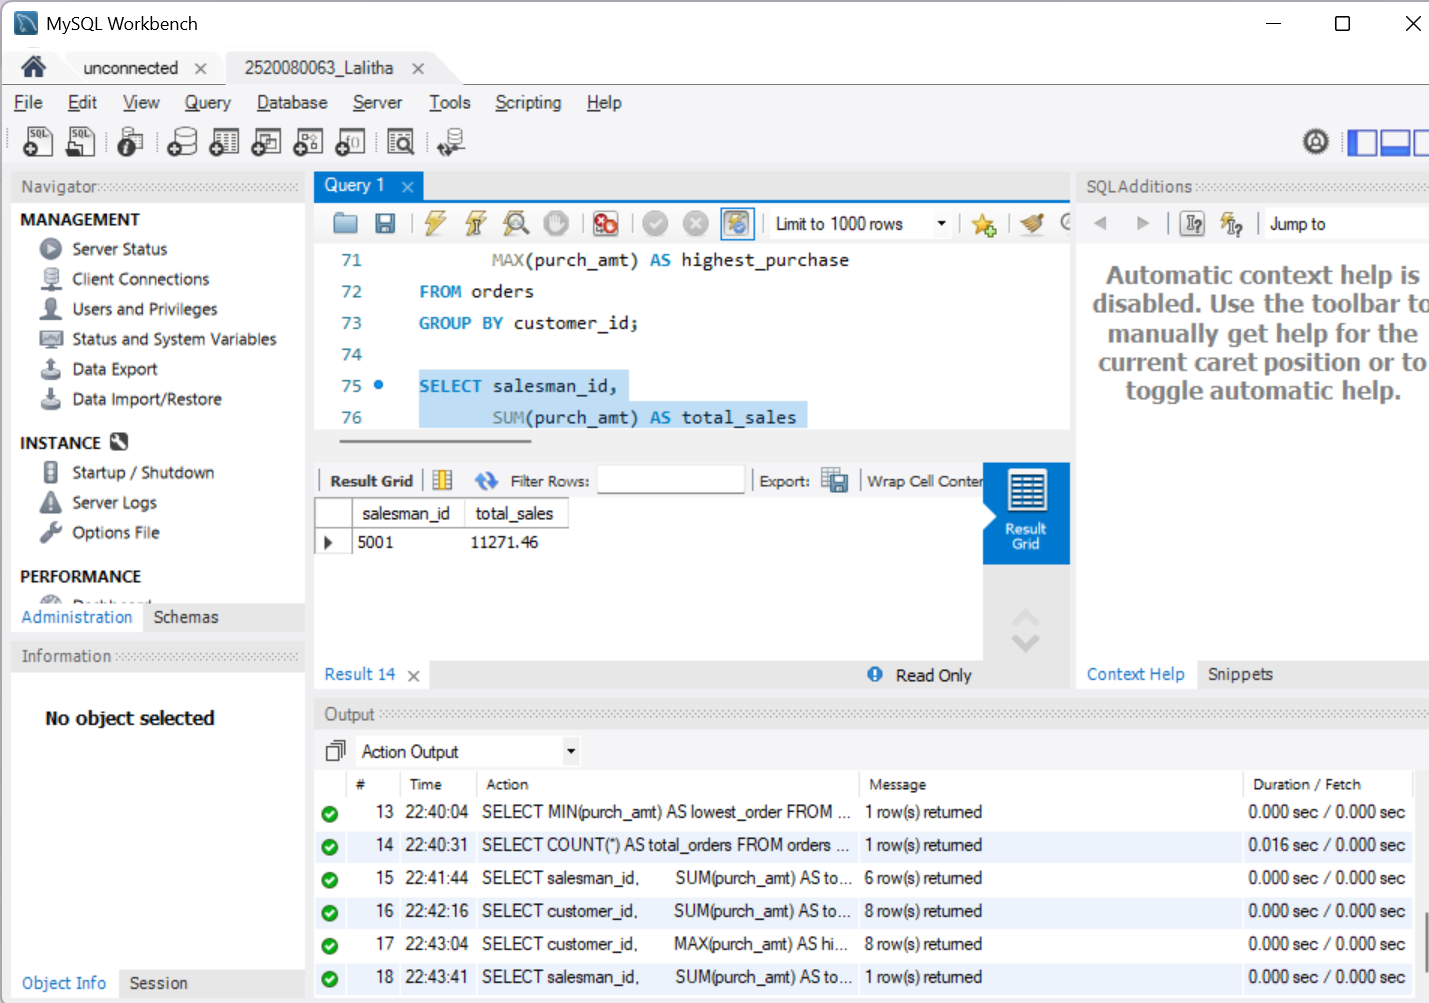 MySQL Workbench
unconnected
2520080063_Lalitha
File Edit View Query Database Server Tools Scripting Help
Navigator
MANAGEMENT
Server Status
Client Connections
Users and Privileges
Status and System Variables
Data Export
Data Import/Restore
INSTANCE
Startup / Shutdown
Server Logs
Options File
PERFORMANCE
Administration Schemas
Information
No object selected
Object Info Session
Query 1
Limit to 1000 rows
71 MAX(purch_amt) AS highest_purchase
72 FROM orders
73 GROUP BY customer_id;
74
75 SELECT salesman_id,
76 SUM(purch_amt) AS total_sales
Result Grid Filter Rows: Export: Wrap Cell Conter
salesman_id total_sales
5001 11271.46
Result
Grid
Result 14 Read Only
SQLAdditions
Jump to
Automatic context help is
disabled. Use the toolbar to
manually get help for the
current caret position or to
toggle automatic help.
Context Help Snippets
Output
Action Output
# Time Action Message Duration / Fetch
13 22:40:04 SELECT MIN(purch_amt) AS lowest_order FROM ... 1 row(s) returned 0.000 sec / 0.000 sec
14 22:40:31 SELECT COUNT(*) AS total_orders FROM orders ... 1 row(s) returned 0.016 sec / 0.000 sec
15 22:41:44 SELECT salesman_id, SUM(purch_amt) AS to... 6 row(s) returned 0.000 sec / 0.000 sec
16 22:42:16 SELECT customer_id, SUM(purch_amt) AS to... 8 row(s) returned 0.000 sec / 0.000 sec
17 22:43:04 SELECT customer_id, MAX(purch_amt) AS hi... 8 row(s) returned 0.000 sec / 0.000 sec
18 22:43:41 SELECT salesman_id, SUM(purch_amt) AS to... 1 row(s) returned 0.000 sec / 0.000 sec